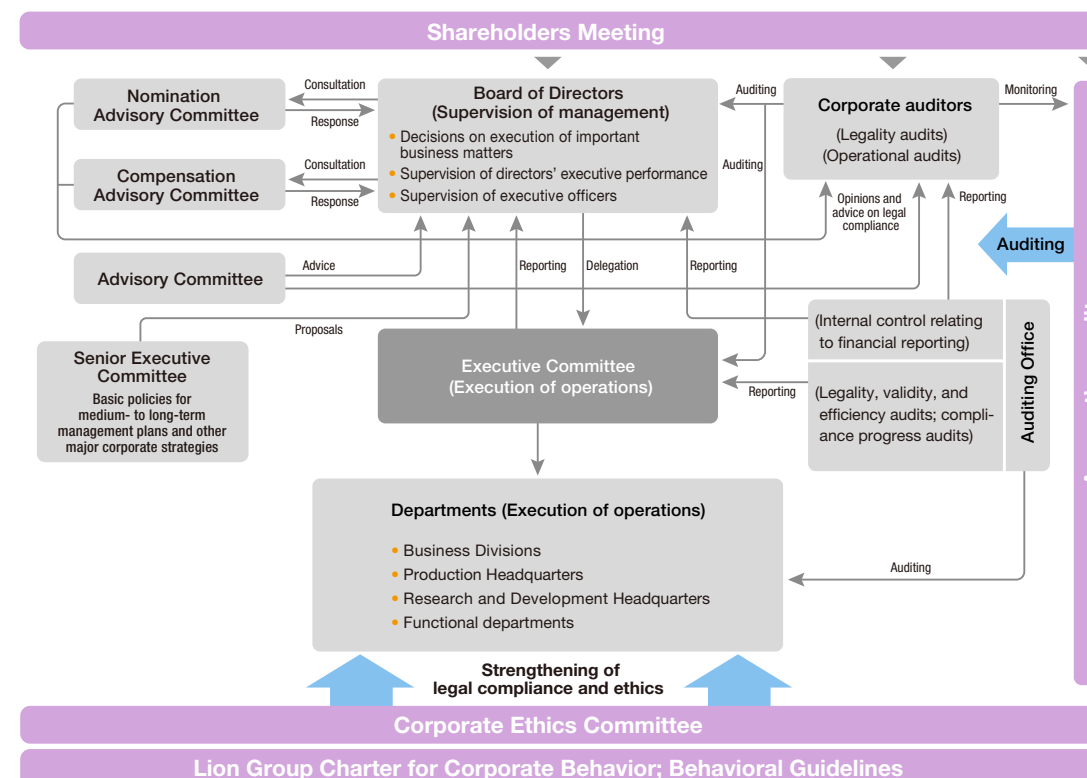 Shareholders Meeting
Nomination
Advisory Committee
Consultation
Response
Board of Directors
(Supervision of management)
• Decisions on execution of important
business matters
• Supervision of directors' executive performance
• Supervision of executive officers
Auditing
Corporate auditors
(Legality audits)
(Operational audits)
Monitoring
Compensation
Advisory Committee
Consultation
Response
Auditing
Opinions and
advice on legal
compliance
Reporting
Auditing
Advisory Committee
Advice
Reporting
Delegation
Reporting
Proposals
Senior Executive
Committee
Basic policies for
medium- to long-term
management plans and other
major corporate strategies
Executive Committee
(Execution of operations)
Reporting
(Internal control relating
to financial reporting)
(Legality, validity, and
efficiency audits; compli-
ance progress audits)
Auditing Office
Departments (Execution of operations)
• Business Divisions
• Production Headquarters
• Research and Development Headquarters
• Functional departments
Auditing
Strengthening of
legal compliance and ethics
Corporate Ethics Committee
Lion Group Charter for Corporate Behavior; Behavioral Guidelines